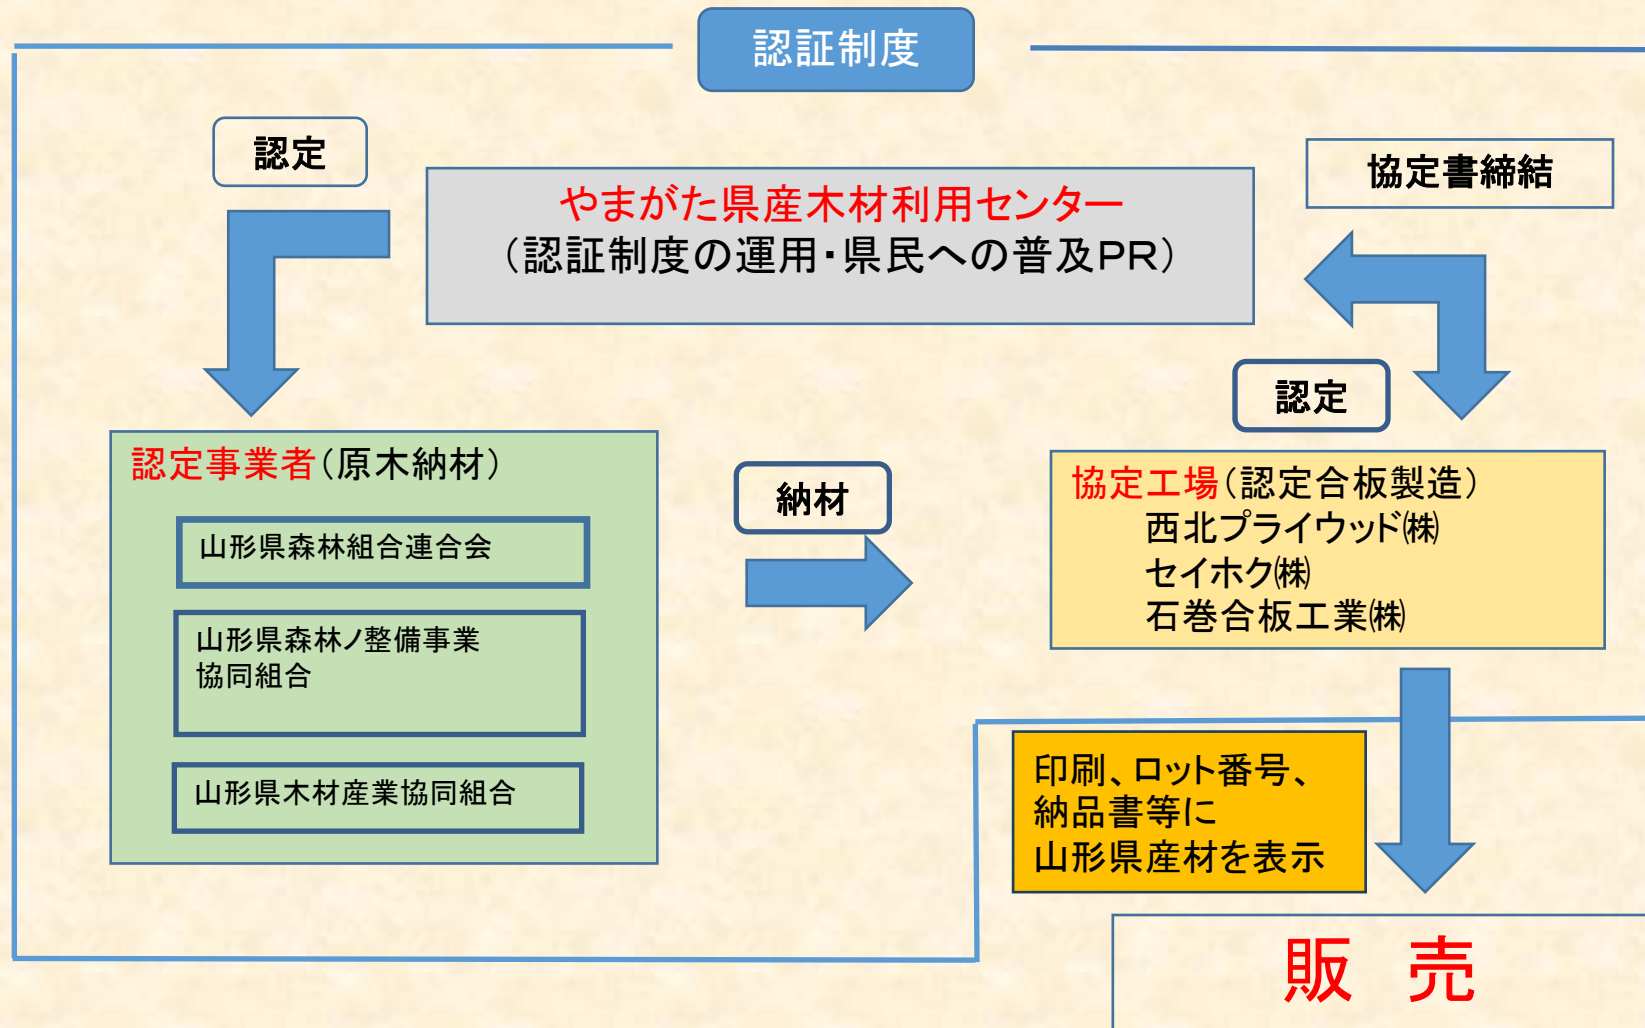 認証制度
認定
やまがた県産木材利用センター
（認証制度の運用・県民への普及PR）
協定書締結
認定
認定事業者（原木納材）
山形県森林組合連合会
山形県森林ノ整備事業
協同組合
山形県木材産業協同組合
納材
協定工場（認定合板製造）
西北プライウッド㈱
セイホク㈱
石巻合板工業㈱
印刷、ロット番号、
納品書等に
山形県産材を表示
販　売